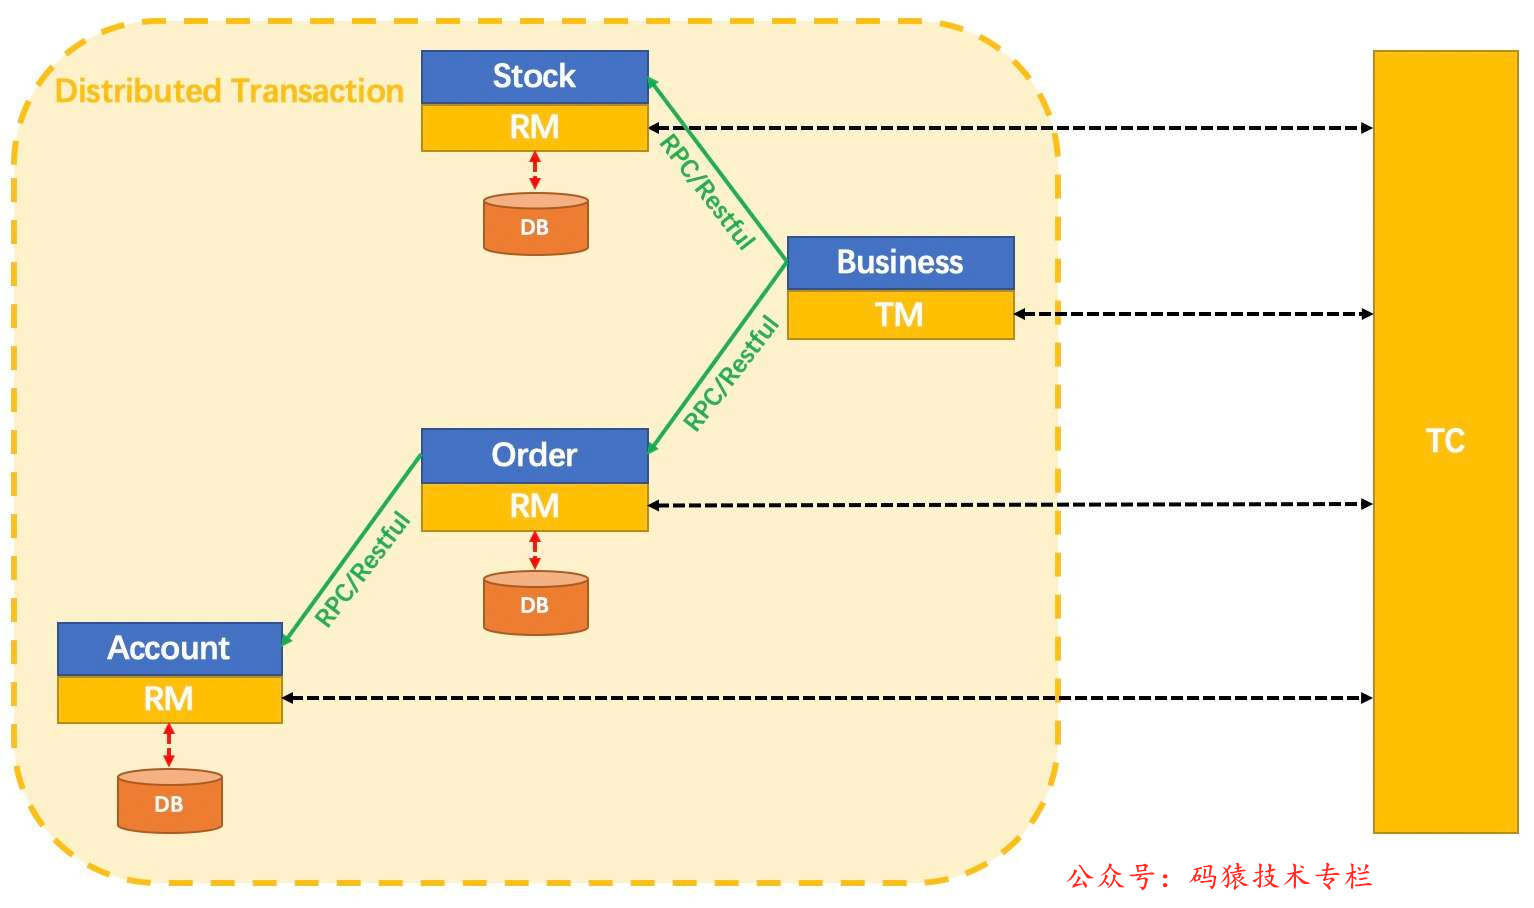 Distributed Transaction
Stock
RM
DB
RPC/Restful
Business
TM
RPC/Restful
TC
Order
RM
DB
RPC/Restful
Account
RM
DB
公众号：码猿技术专栏